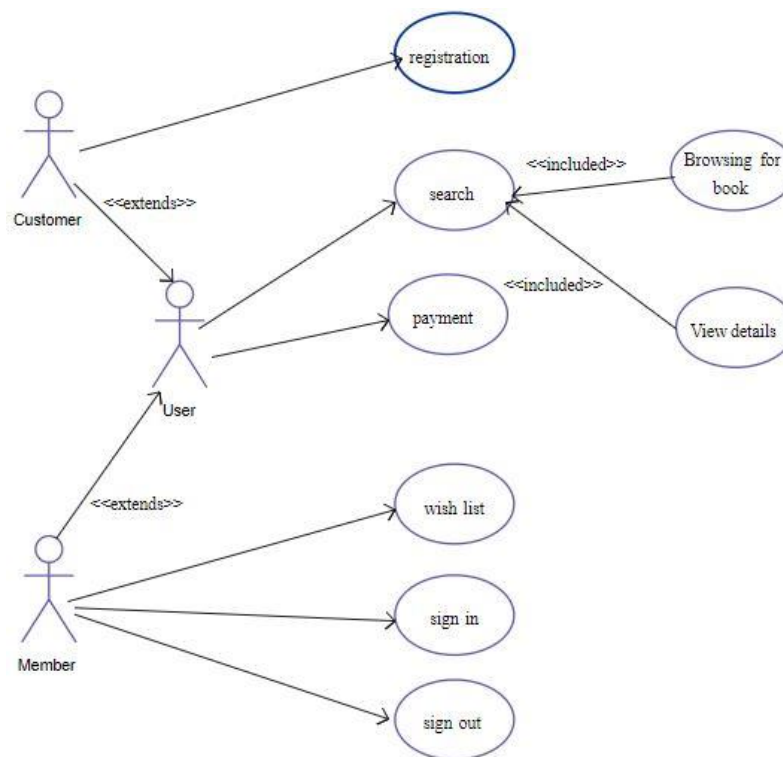 registration
Customer
<<extends>>
search
<<included>>
Browsing for
book
<<included>>
View details
payment
User
<<extends>>
wish list
Member
sign in
sign out